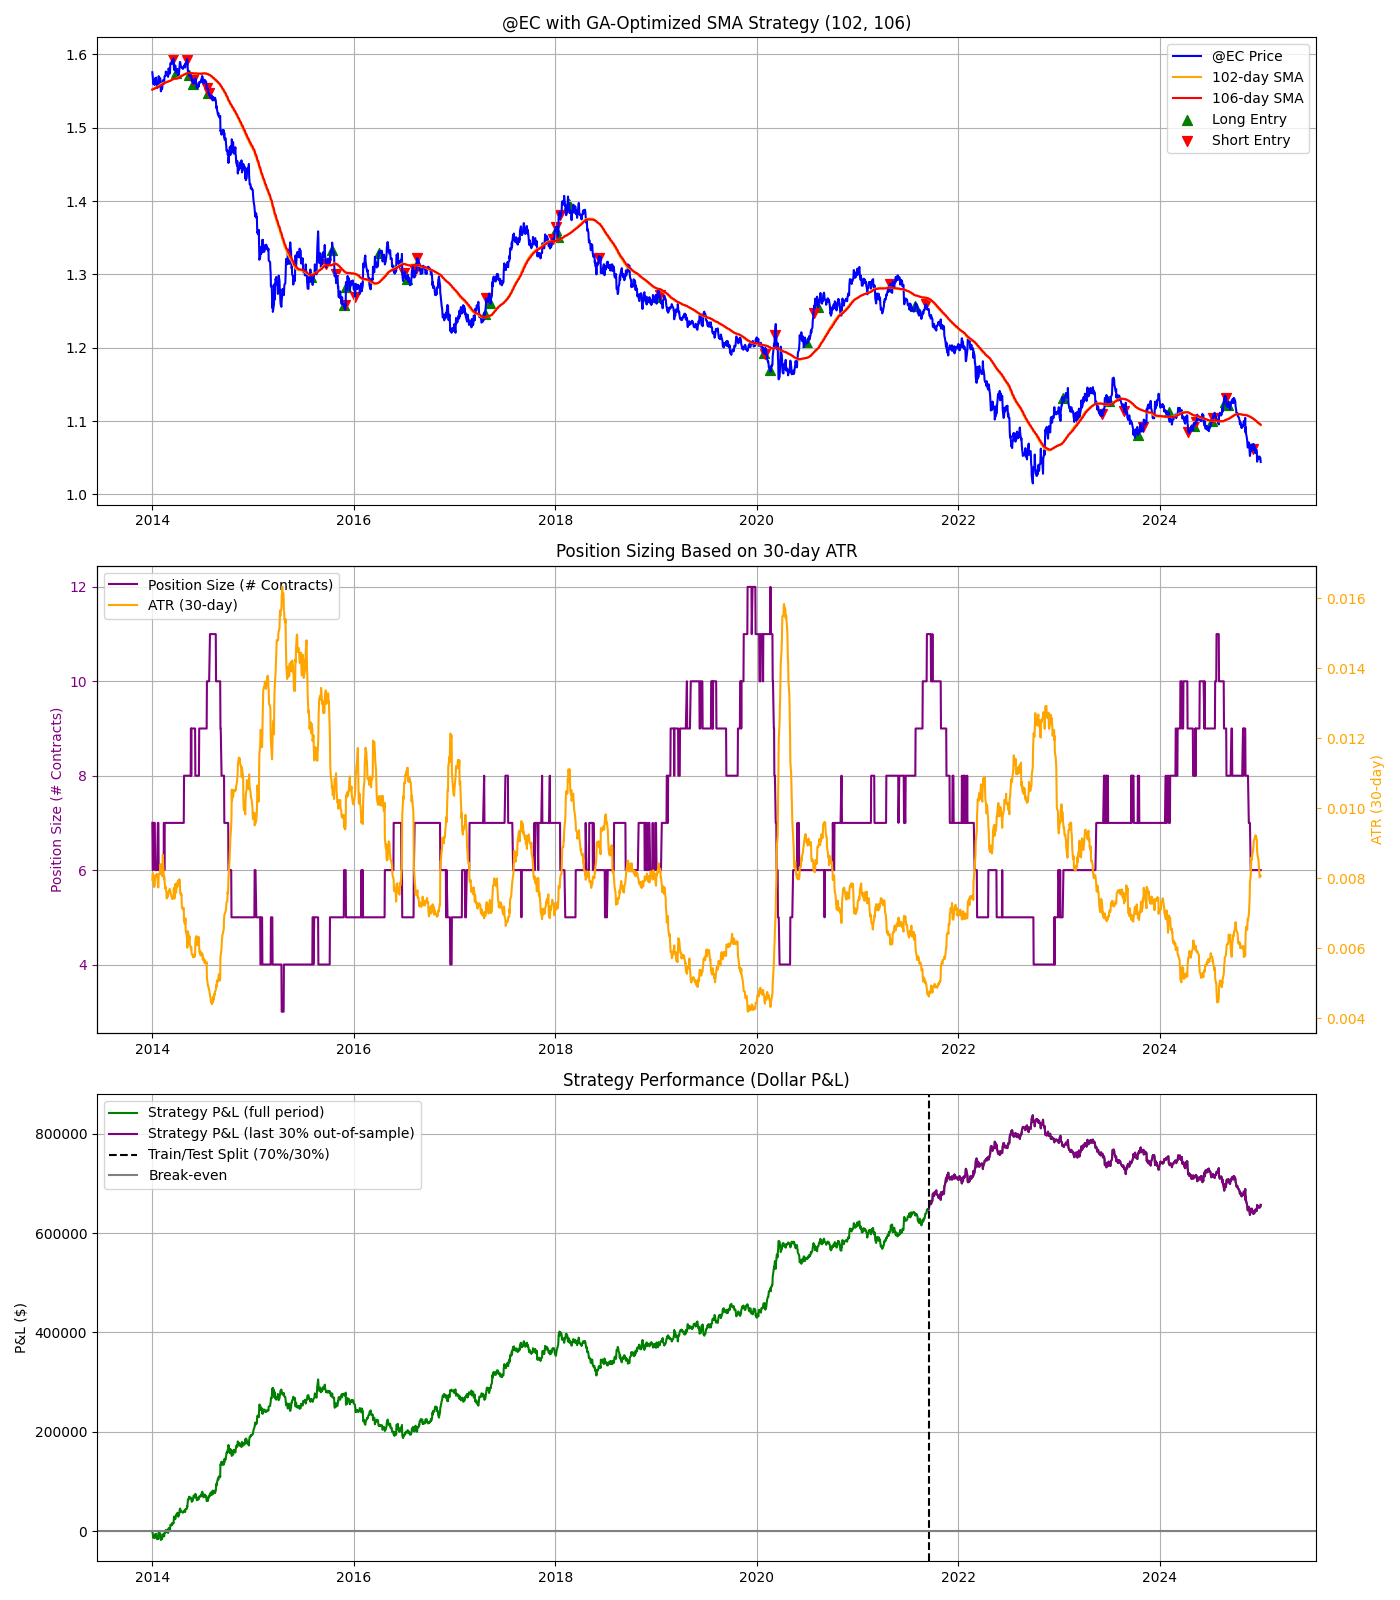 @EC with GA-Optimized SMA Strategy (102, 106)
1.6
1.5
1.4
1.3
1.2
1.1
1.0
@EC Price
102-day SMA
106-day SMA
Long Entry
Short Entry
2014 2016 2018 2020 2022 2024
Position Sizing Based on 30-day ATR
Position Size (# Contracts)
12
10
8
6
4
Position Size (# Contracts)
ATR (30-day)
0.016
0.014
0.012
0.010
0.008
0.006
0.004
ATR (30-day)
2014 2016 2018 2020 2022 2024
Strategy Performance (Dollar P&L)
P&L ($)
800000
600000
400000
200000
0
Strategy P&L (full period)
Strategy P&L (last 30% out-of-sample)
Train/Test Split (70%/30%)
Break-even
2014 2016 2018 2020 2022 2024